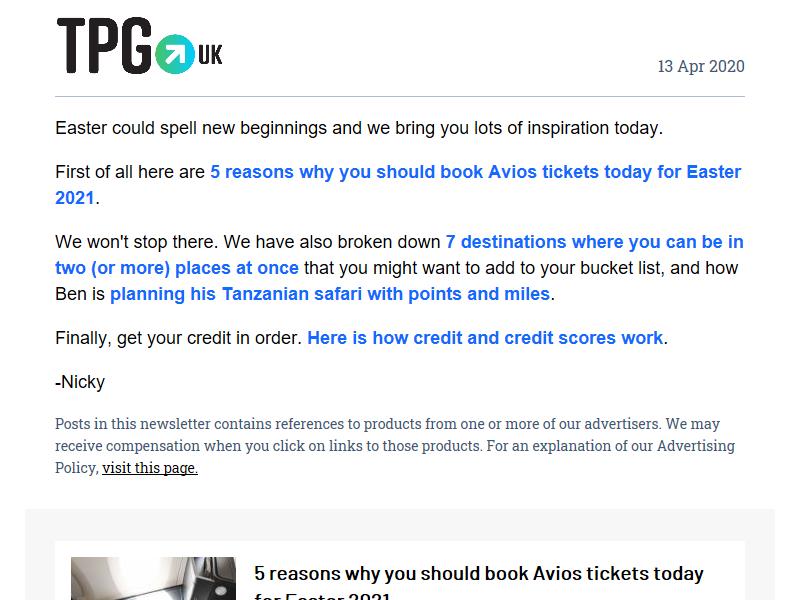 TPG UK
13 Apr 2020
Easter could spell new beginnings and we bring you lots of inspiration today.
First of all here are 5 reasons why you should book Avios tickets today for Easter
2021.
We won't stop there. We have also broken down 7 destinations where you can be in
two (or more) places at once that you might want to add to your bucket list, and how
Ben is planning his Tanzanian safari with points and miles.
Finally, get your credit in order. Here is how credit and credit scores work.
-Nicky
Posts in this newsletter contains references to products from one or more of our advertisers. We may
receive compensation when you click on links to those products. For an explanation of our Advertising
Policy, visit this page.
5 reasons why you should book Avios tickets today
for Easter 2021